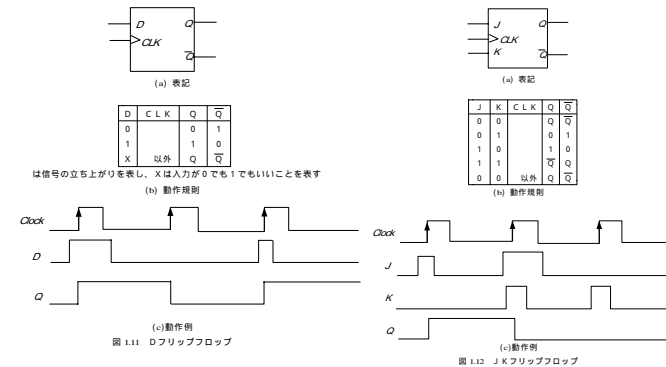 D Q
CLK
Q̅
(a) 表記
D CLK Q Q̅
0 0 1
1 1 0
X 以外 Q Q̅
は信号の立ち上がりを表し、Xは入力が0でも1でもいいことを表す
(b) 動作規則
Clock
D
Q
(c)動作例
図 1.11 Dフリップフロップ
J Q
CLK
K Q̅
(a) 表記
J K CLK Q Q̅
0 0 Q Q̅
0 1 0 1
1 0 1 0
1 1 Q̅ Q
0 0 以外 Q Q̅
(b) 動作規則
Clock
J
K
Q
(c)動作例
図 1.12 JKフリップフロップ